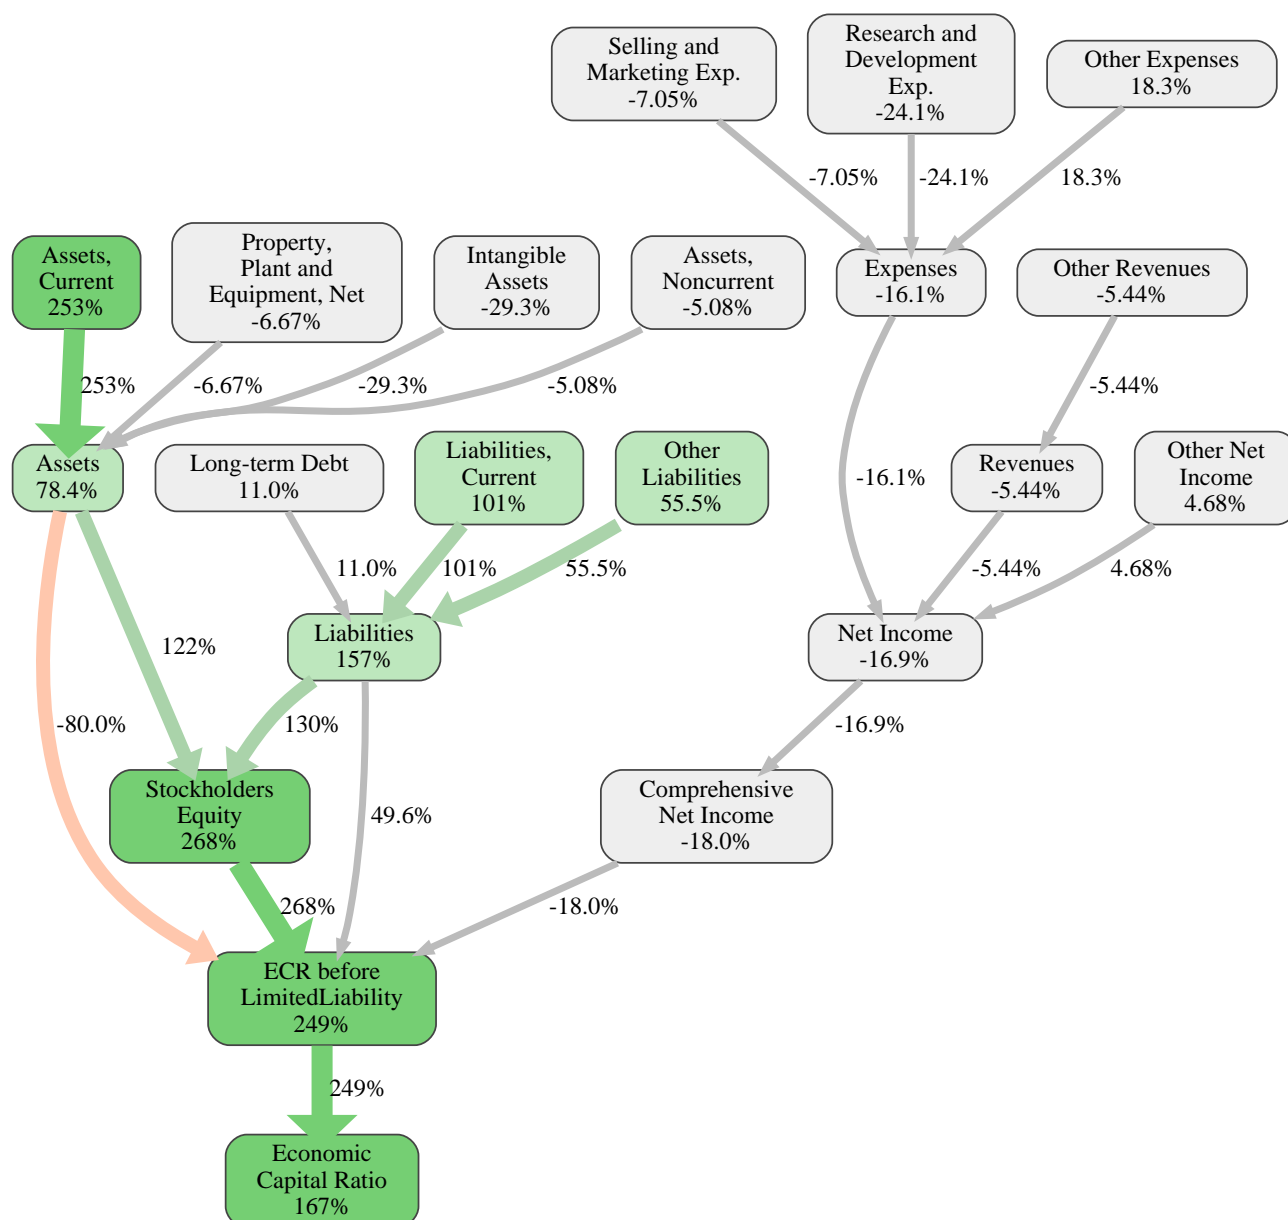 Selling and
Marketing Exp.
-7.05%
Research and
Development
Exp.
-24.1%
Other Expenses
18.3%
-7.05%
-24.1%
18.3%
Assets,
Current
253%
Property,
Plant and
Equipment, Net
-6.67%
Intangible
Assets
-29.3%
Assets,
Noncurrent
-5.08%
Expenses
-16.1%
Other Revenues
-5.44%
253%
-6.67%
-29.3%
-5.08%
-5.44%
Assets
78.4%
Long-term Debt
11.0%
Liabilities,
Current
101%
Other
Liabilities
55.5%
-16.1%
Revenues
-5.44%
Other Net
Income
4.68%
11.0%
101%
55.5%
-5.44%
4.68%
122%
Liabilities
157%
Net Income
-16.9%
-80.0%
130%
-16.9%
Stockholders
Equity
268%
49.6%
Comprehensive
Net Income
-18.0%
268%
-18.0%
ECR before
LimitedLiability
249%
249%
Economic
Capital Ratio
167%